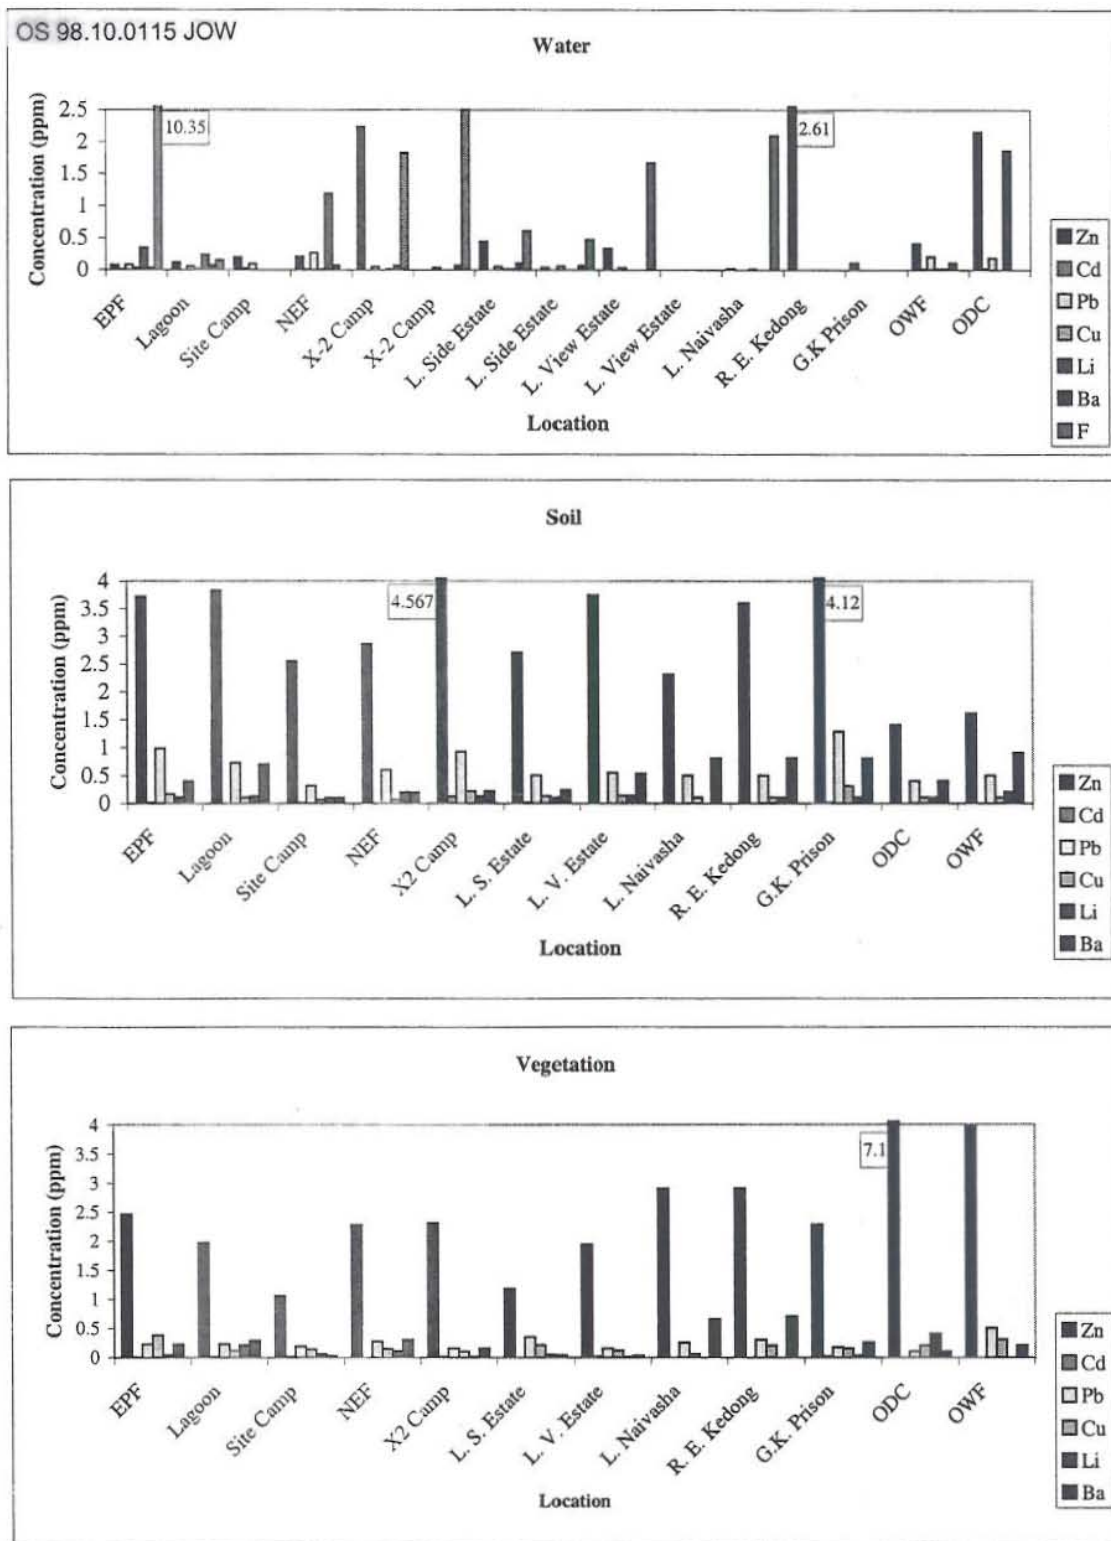 OS 98.10.0115 JOW
Water
Concentration (ppm)
2.5
2
1.5
1
0.5
0
10.35
2.61
EPF
Lagoon
Site Camp
NEF
X-2 Camp
X-2 Camp
L. Side Estate
L. Side Estate
L. View Estate
L. View Estate
L. Naivasha
R. E. Kedong
G.K Prison
OWF
ODC
Location
Zn
Cd
Pb
Cu
Li
Ba
F
Soil
Concentration (ppm)
4
3.5
3
2.5
2
1.5
1
0.5
0
4.567
4.12
EPF
Lagoon
Site Camp
NEF
X2 Camp
L. S. Estate
L. V. Estate
L. Naivasha
R. E. Kedong
G.K. Prison
ODC
OWF
Location
Zn
Cd
Pb
Cu
Li
Ba
Vegetation
Concentration (ppm)
4
3.5
3
2.5
2
1.5
1
0.5
0
7.1
EPF
Lagoon
Site Camp
NEF
X2 Camp
L. S. Estate
L. V. Estate
L. Naivasha
R. E. Kedong
G.K. Prison
ODC
OWF
Location
Zn
Cd
Pb
Cu
Li
Ba